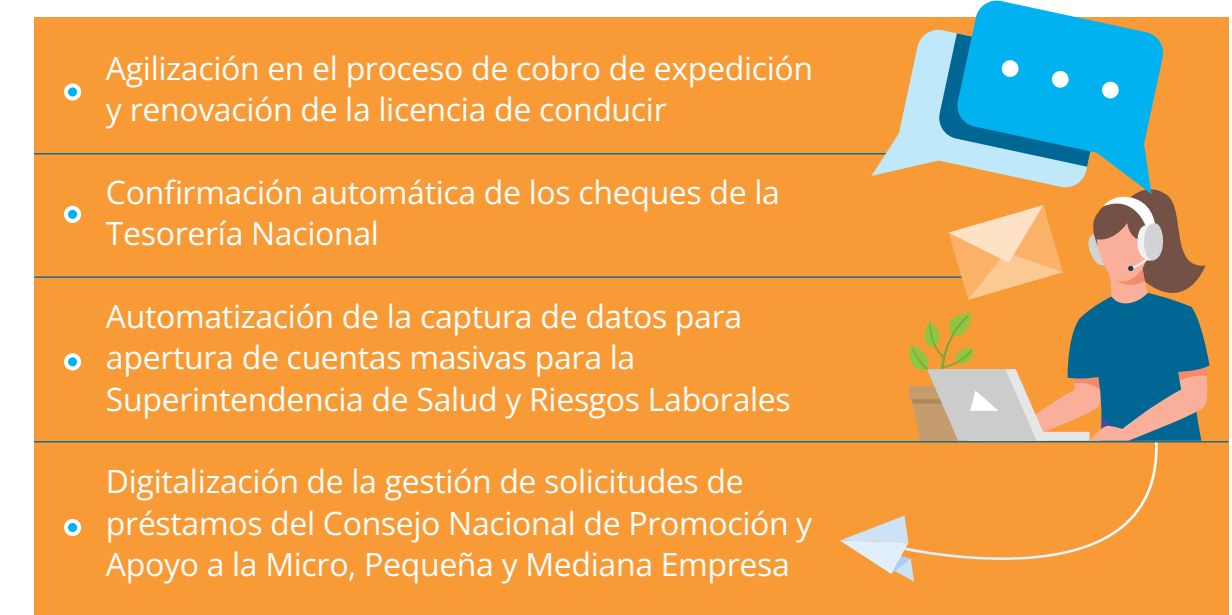 Agilización en el proceso de cobro de expedición
y renovación de la licencia de conducir
Confirmación automática de los cheques de la
Tesorería Nacional
Automatización de la captura de datos para
apertura de cuentas masivas para la
Superintendencia de Salud y Riesgos Laborales
Digitalización de la gestión de solicitudes de
préstamos del Consejo Nacional de Promoción y
Apoyo a la Micro, Pequeña y Mediana Empresa